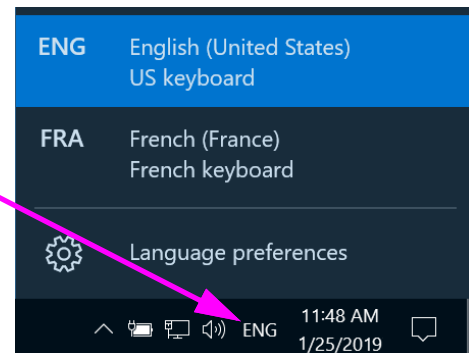 ENG English (United States)
US keyboard
FRA French (France)
French keyboard
Language preferences
ENG 11:48 AM
1/25/2019